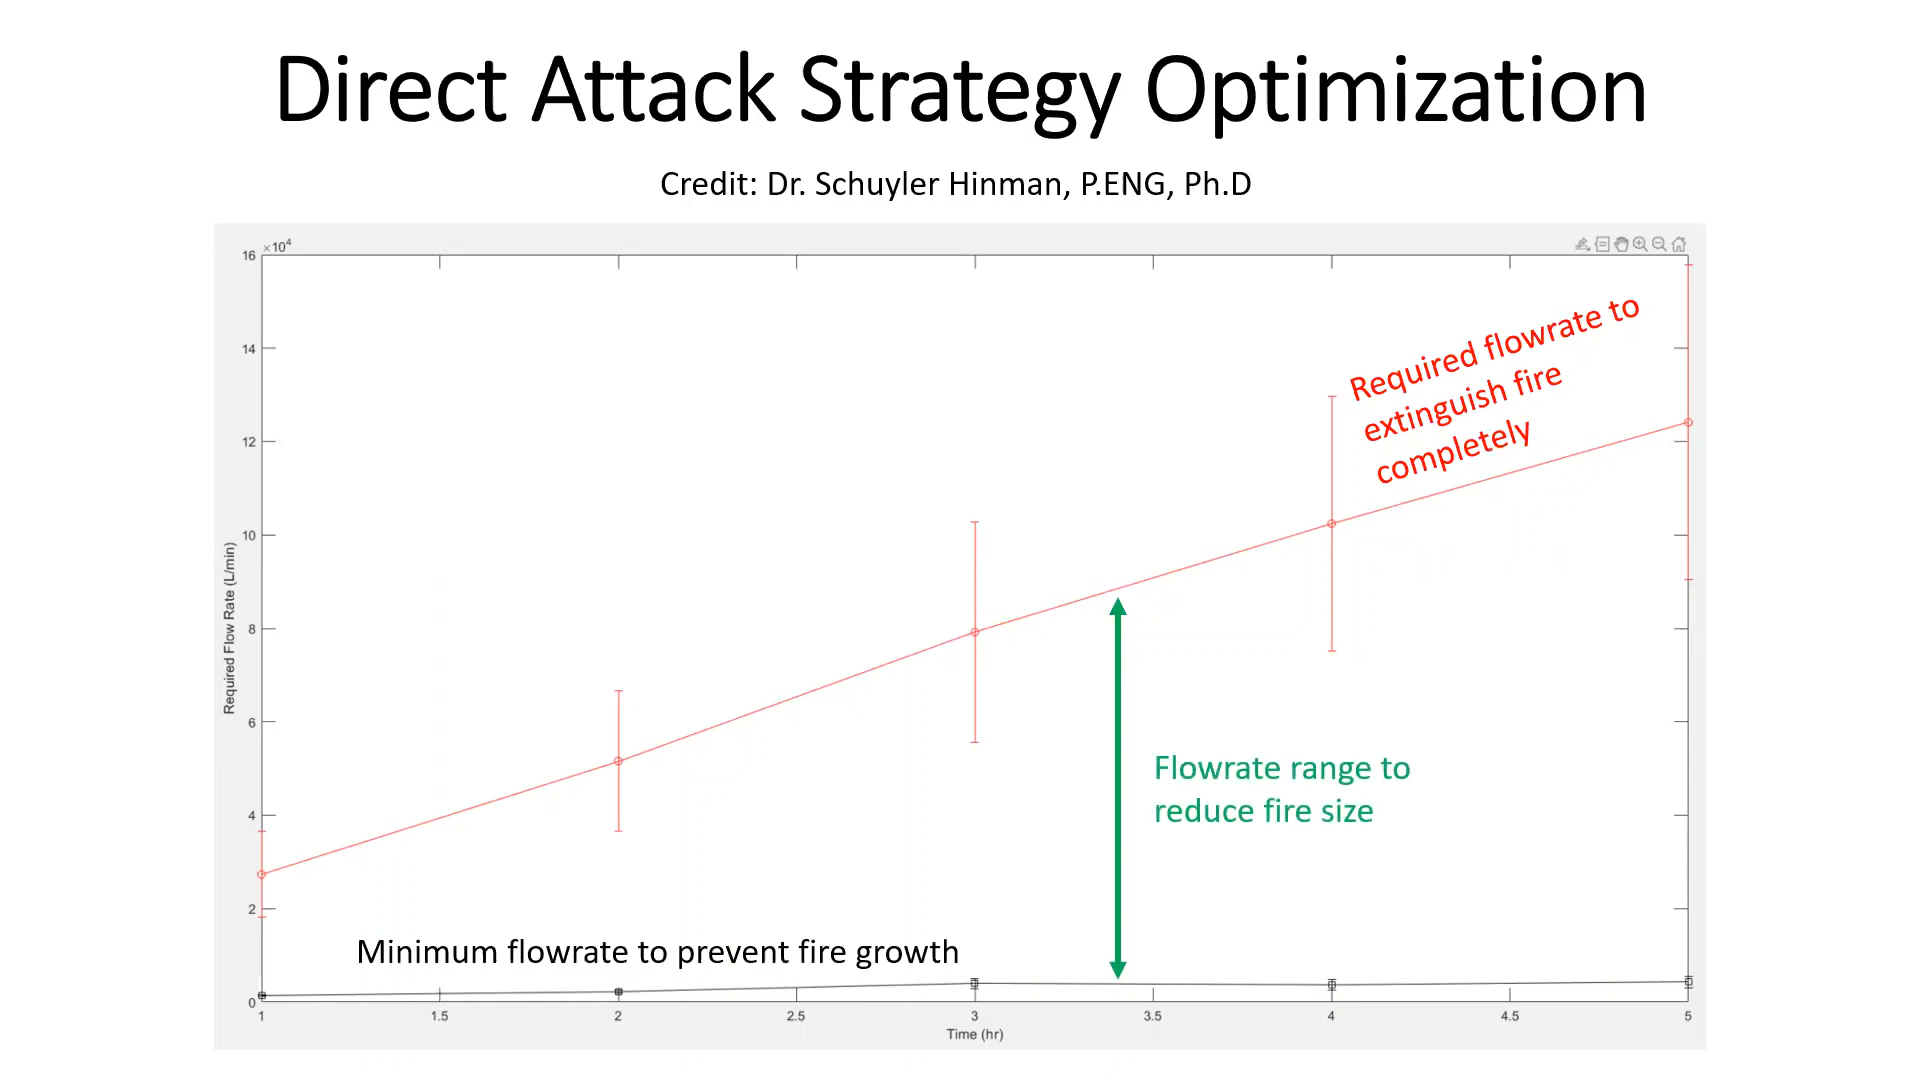 Direct Attack Strategy Optimization
Credit: Dr. Schuyler Hinman, P.ENG, Ph.D
×10⁴
16
14
12
10
8
6
4
2
0
Required Flow Rate (L/min)
Required flowrate to
extinguish fire
completely
Flowrate range to
reduce fire size
Minimum flowrate to prevent fire growth
1
1.5
2
2.5
3
3.5
4
4.5
5
Time (hr)